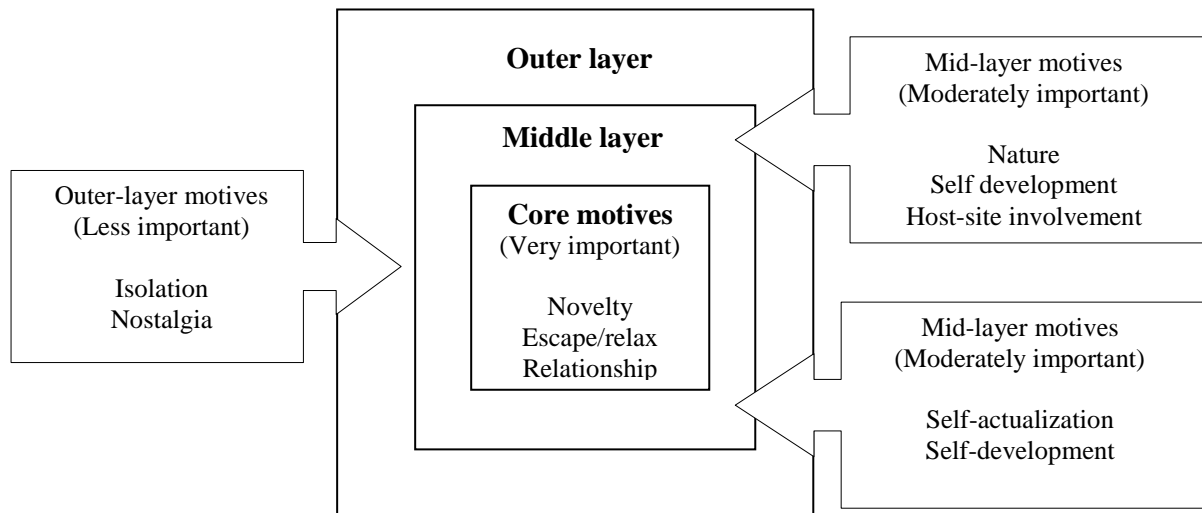 Outer layer
Middle layer
Core motives
(Very important)
Novelty
Escape/relax
Relationship
Outer-layer motives
(Less important)
Isolation
Nostalgia
Mid-layer motives
(Moderately important)
Nature
Self development
Host-site involvement
Mid-layer motives
(Moderately important)
Self-actualization
Self-development